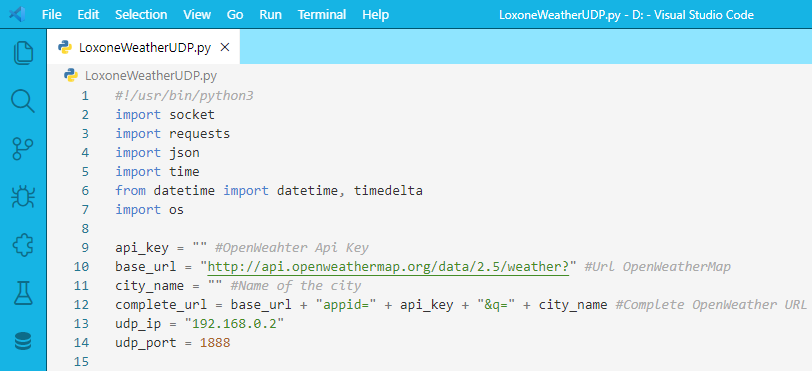 File Edit Selection View Go Run Terminal Help LoxoneWeatherUDP.py - D: - Visual Studio Code
LoxoneWeatherUDP.py ×
LoxoneWeatherUDP.py
1 #!/usr/bin/python3
2 import socket
3 import requests
4 import json
5 import time
6 from datetime import datetime, timedelta
7 import os
8
9 api_key = "" #OpenWeahter Api Key
10 base_url = "http://api.openweathermap.org/data/2.5/weather?" #Url OpenWeatherMap
11 city_name = "" #Name of the city
12 complete_url = base_url + "appid=" + api_key + "&q=" + city_name #Complete OpenWeather URL
13 udp_ip = "192.168.0.2"
14 udp_port = 1888
15